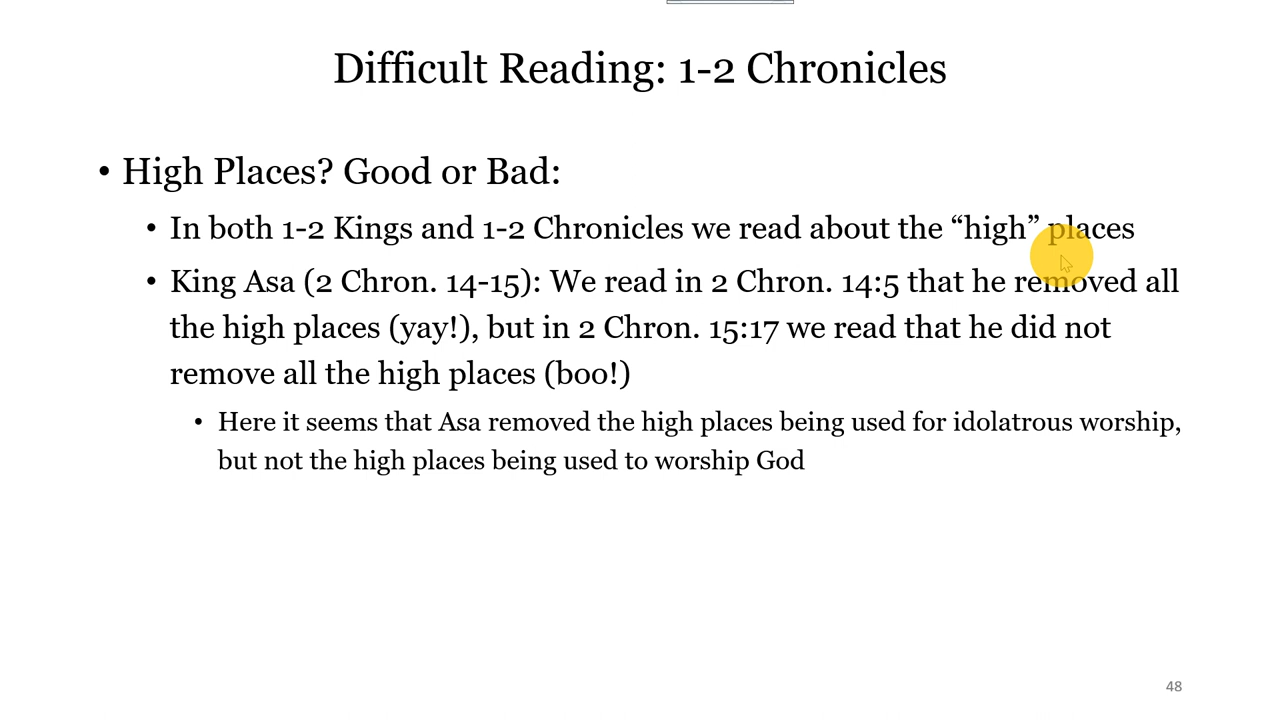 Difficult Reading: 1-2 Chronicles
• High Places? Good or Bad:
• In both 1-2 Kings and 1-2 Chronicles we read about the “high” places
• King Asa (2 Chron. 14-15): We read in 2 Chron. 14:5 that he removed all
the high places (yay!), but in 2 Chron. 15:17 we read that he did not
remove all the high places (boo!)
• Here it seems that Asa removed the high places being used for idolatrous worship,
but not the high places being used to worship God
48